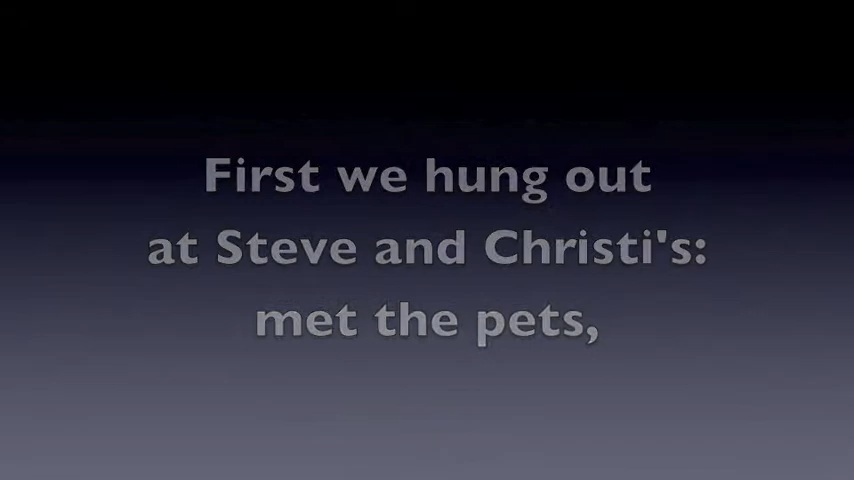 First we hung out
at Steve and Christi's:
met the pets,